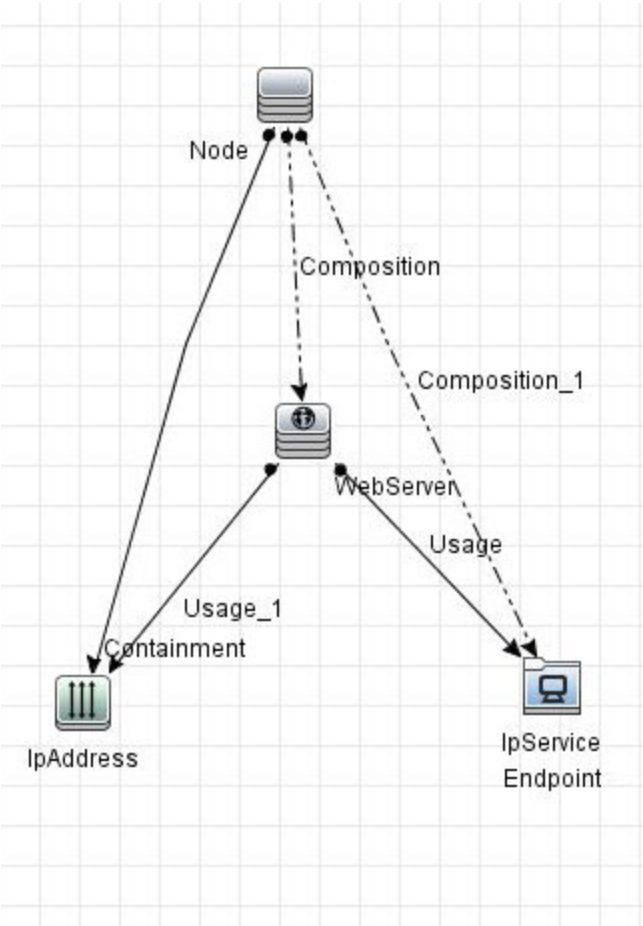 Node
Composition
Composition_1
WebServer
Usage
Usage_1
Containment
IpService
Endpoint
IpAddress